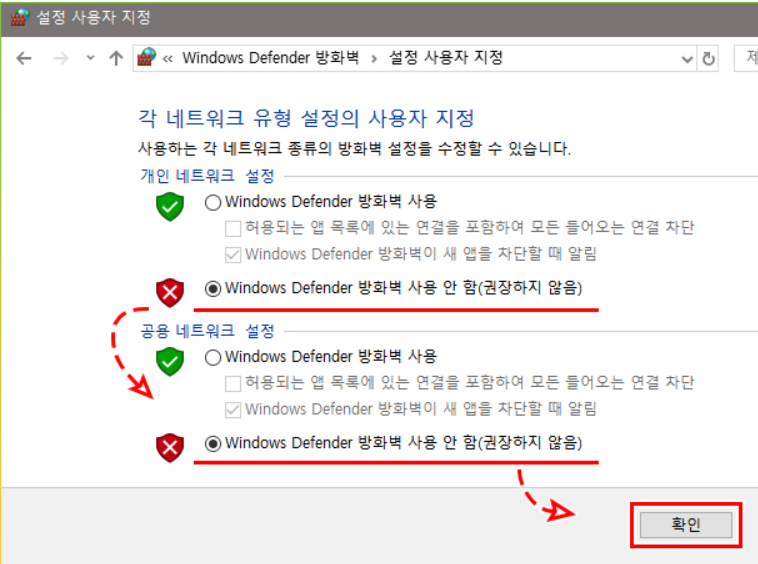 설정 사용자 지정
« Windows Defender 방화벽 › 설정 사용자 지정
제
각 네트워크 유형 설정의 사용자 지정
사용하는 각 네트워크 종류의 방화벽 설정을 수정할 수 있습니다.
개인 네트워크 설정
Windows Defender 방화벽 사용
허용되는 앱 목록에 있는 연결을 포함하여 모든 들어오는 연결 차단
Windows Defender 방화벽이 새 앱을 차단할 때 알림
Windows Defender 방화벽 사용 안 함(권장하지 않음)
공용 네트워크 설정
Windows Defender 방화벽 사용
허용되는 앱 목록에 있는 연결을 포함하여 모든 들어오는 연결 차단
Windows Defender 방화벽이 새 앱을 차단할 때 알림
Windows Defender 방화벽 사용 안 함(권장하지 않음)
확인